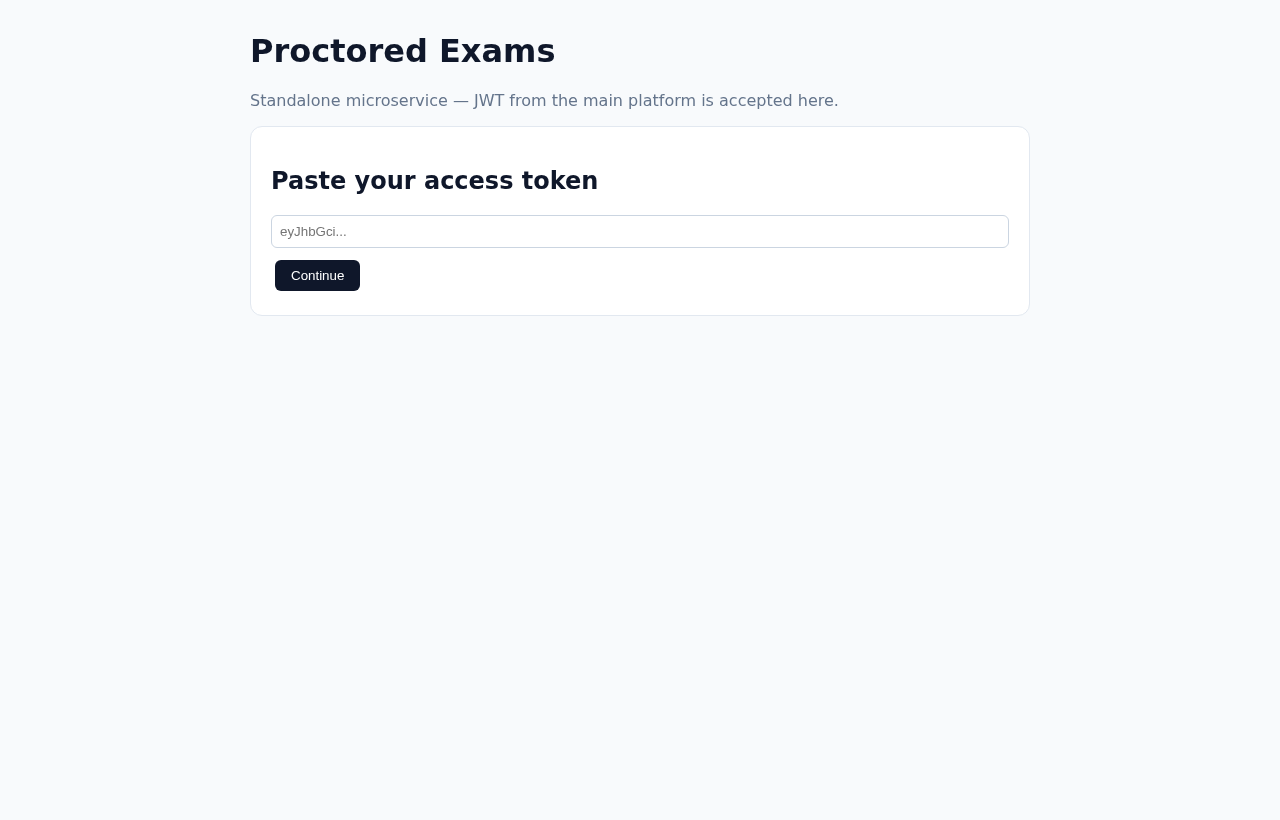 Proctored Exams
Standalone microservice — JWT from the main platform is accepted here.
Paste your access token
eyJhbGci...
Continue